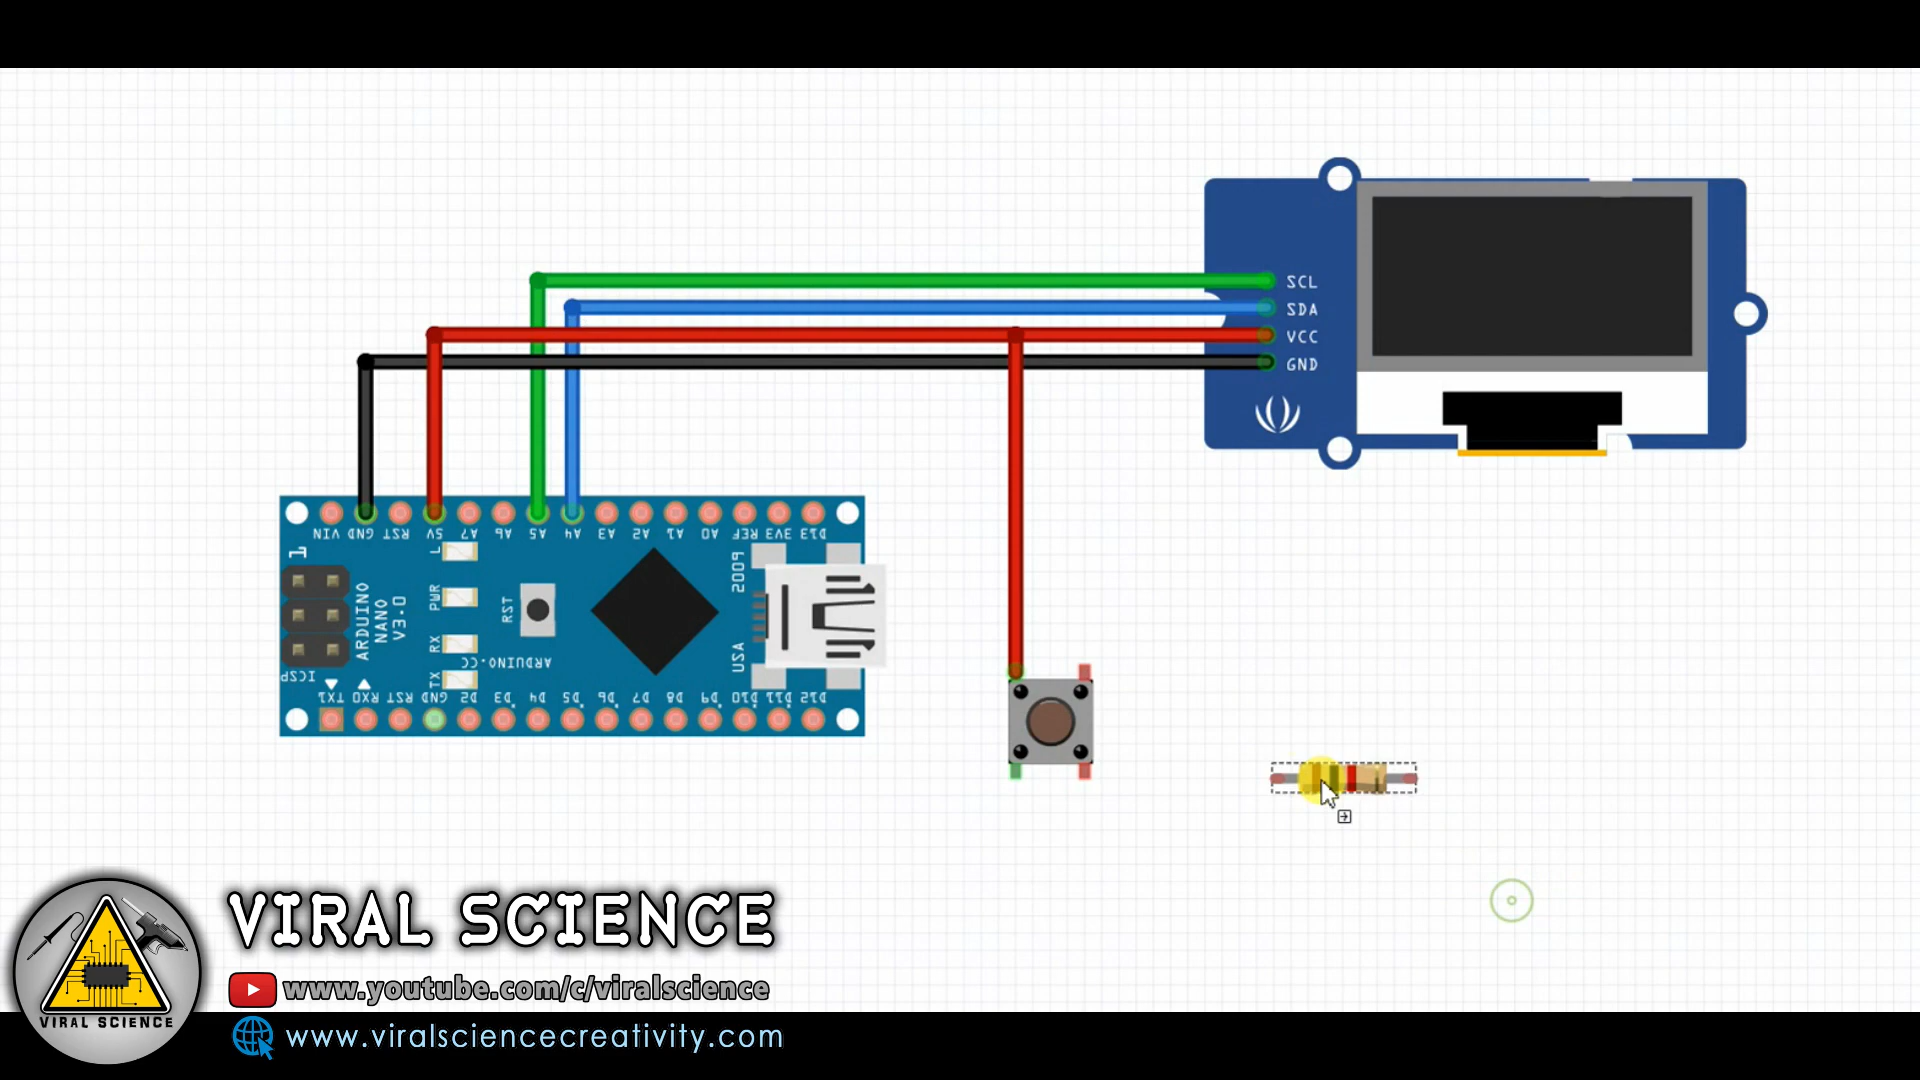 SCL
SDA
VCC
GND
VIN GND RST 5V A7 A6 A5 A4 A3 A2 A1 A0 REF 3V3 D13
1
L
PWR
RX
TX
ARDUINO
NANO
V3.0
RST
ARDUINO.CC
USA
ICSP
TX1 RX0 RST GND D2 D3 D4 D5 D6 D7 D8 D9 D10 D11 D12
VIRAL SCIENCE
www.youtube.com/c/viralscience
VIRAL SCIENCE
www.viralsciencecreativity.com